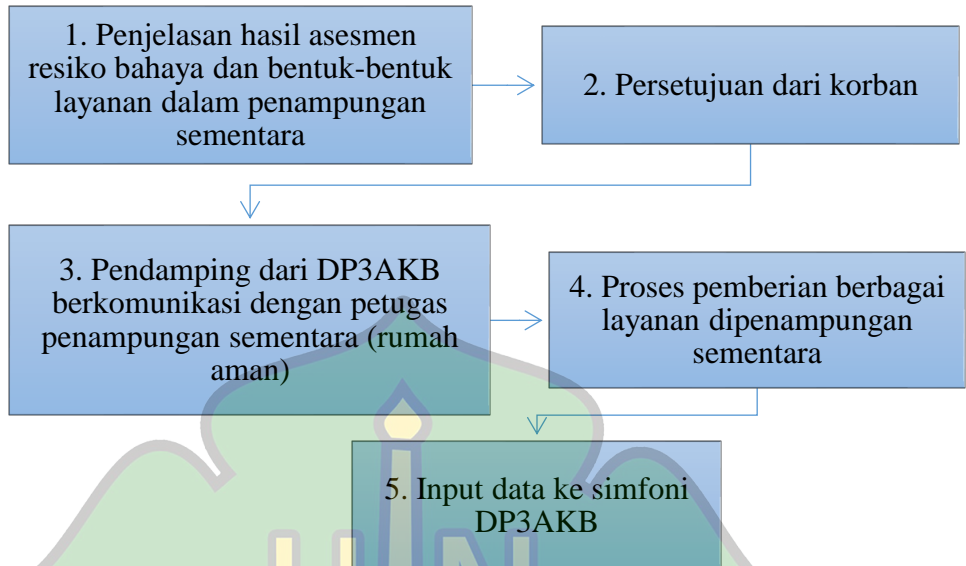 1. Penjelasan hasil asesmen
resiko bahaya dan bentuk-bentuk
layanan dalam penampungan
sementara
2. Persetujuan dari korban
3. Pendamping dari DP3AKB
berkomunikasi dengan petugas
penampungan sementara (rumah
aman)
4. Proses pemberian berbagai
layanan dipenampungan
sementara
5. Input data ke simfoni
DP3AKB